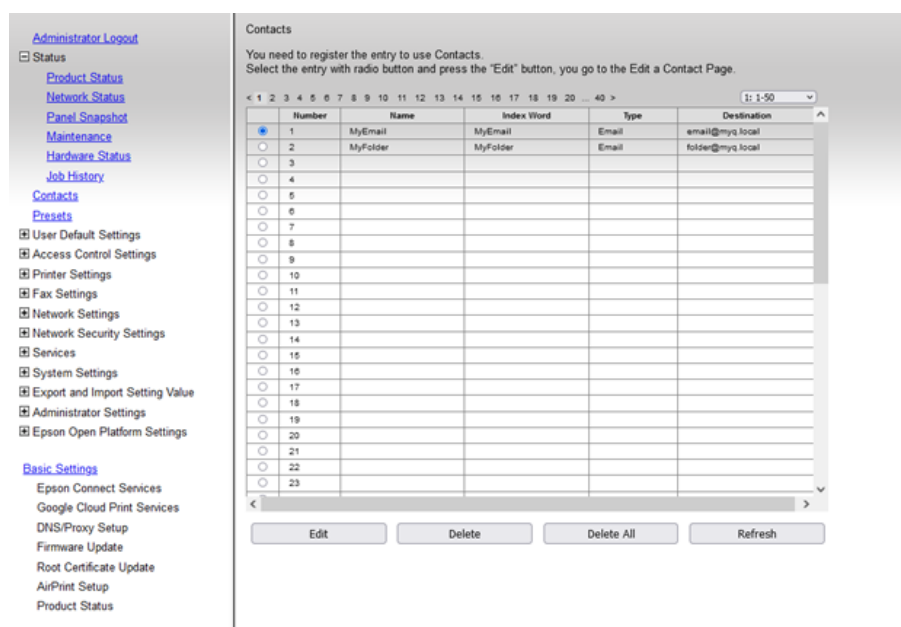 Administrator Logout
Status
Product Status
Network Status
Panel Snapshot
Maintenance
Hardware Status
Job History
Contacts
Presets
User Default Settings
Access Control Settings
Printer Settings
Fax Settings
Network Settings
Network Security Settings
Services
System Settings
Export and Import Setting Value
Administrator Settings
Epson Open Platform Settings
Basic Settings
Epson Connect Services
Google Cloud Print Services
DNS/Proxy Setup
Firmware Update
Root Certificate Update
AirPrint Setup
Product Status
Contacts
You need to register the entry to use Contacts.
Select the entry with radio button and press the "Edit" button, you go to the Edit a Contact Page.
< 1 2 3 4 5 6 7 8 9 10 11 12 13 14 15 16 17 18 19 20 ... 40 > 1: 1-50
Number Name Index Word Type Destination
1 MyEmail MyEmail Email email@myq.local
2 MyFolder MyFolder Email folder@myq.local
3
4
5
6
7
8
9
10
11
12
13
14
15
16
17
18
19
20
21
22
23
Edit Delete Delete All Refresh